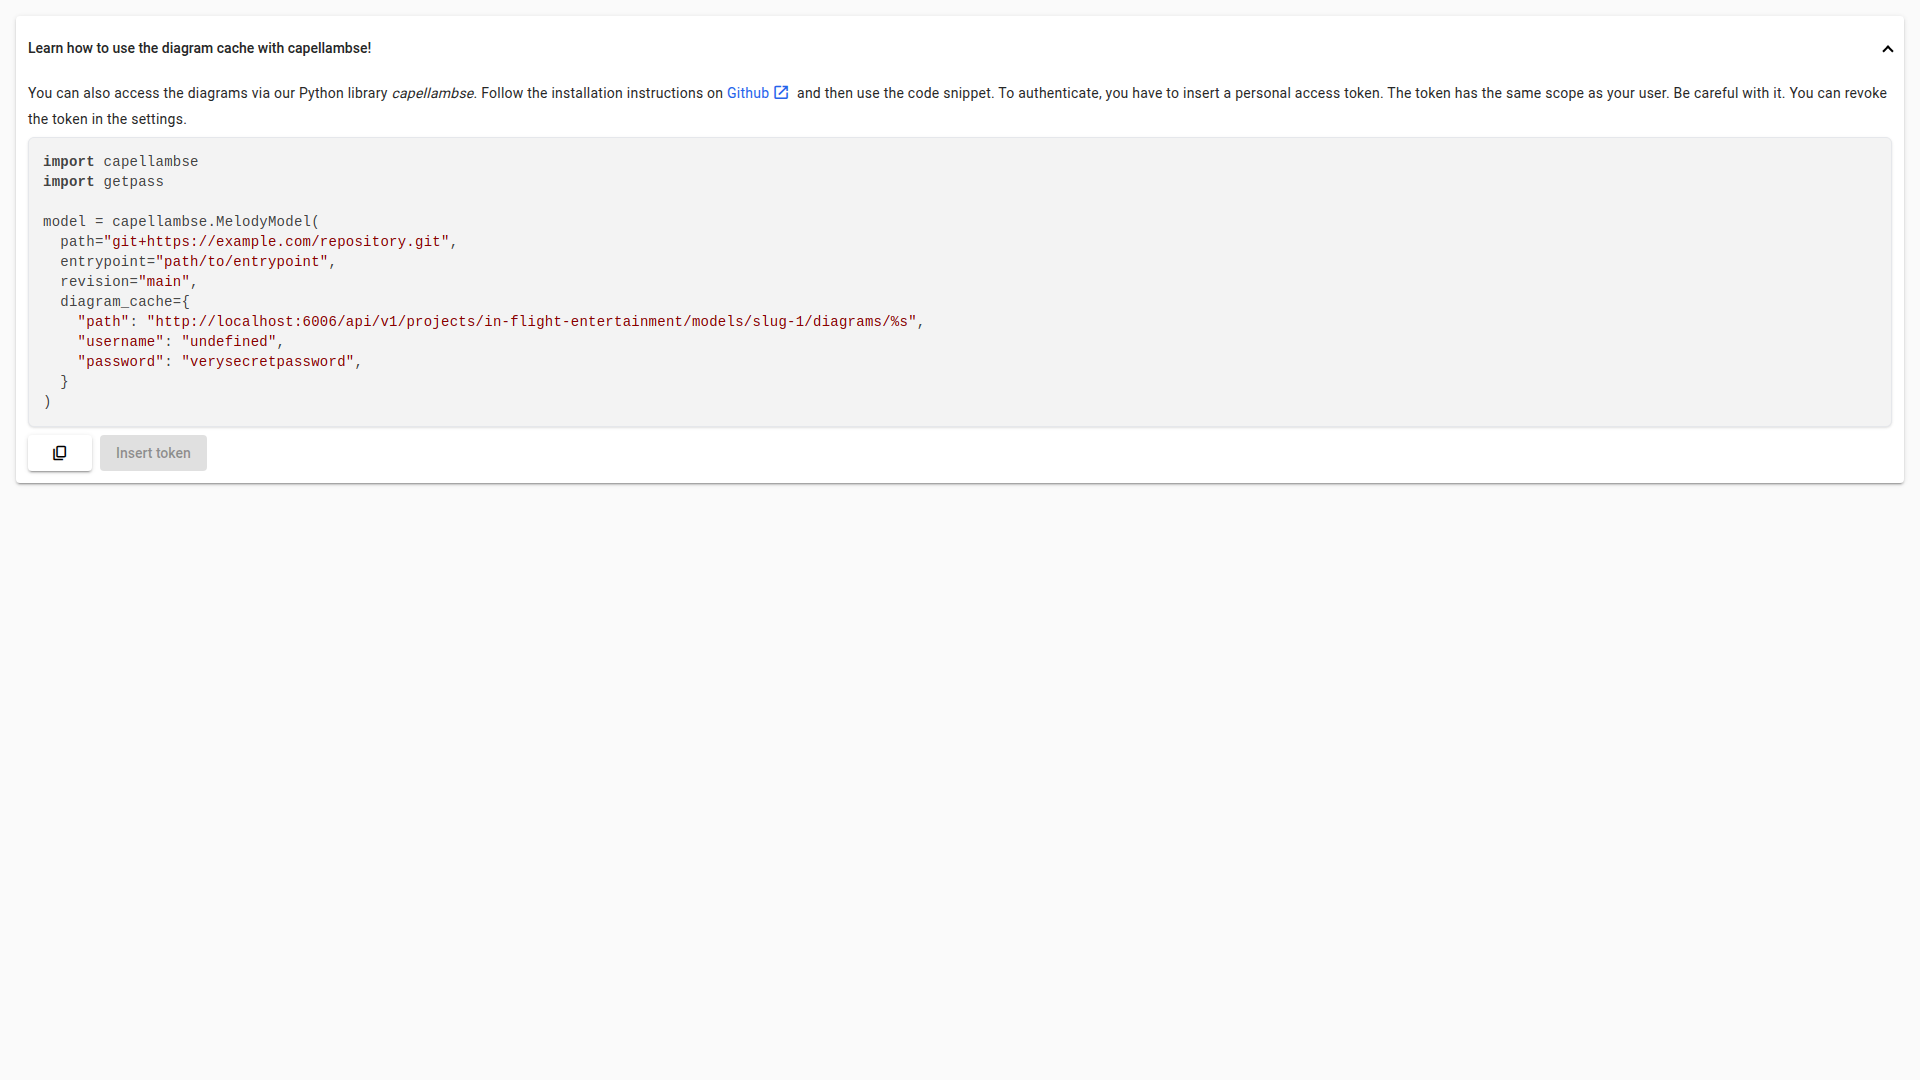 Learn how to use the diagram cache with capellambse!
You can also access the diagrams via our Python library capellambse. Follow the installation instructions on Github and then use the code snippet. To authenticate, you have to insert a personal access token. The token has the same scope as your user. Be careful with it. You can revoke
the token in the settings.
import capellambse
import getpass

model = capellambse.MelodyModel(
  path="git+https://example.com/repository.git",
  entrypoint="path/to/entrypoint",
  revision="main",
  diagram_cache={
    "path": "http://localhost:6006/api/v1/projects/in-flight-entertainment/models/slug-1/diagrams/%s",
    "username": "undefined",
    "password": "verysecretpassword",
  }
)
Insert token